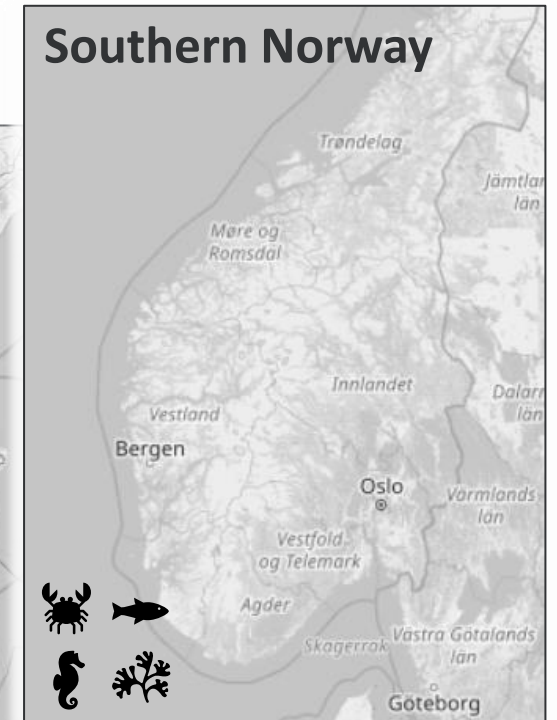 Southern Norway
Trøndelag
Jämtlan
län
Møre og
Romsdal
Innlandet
Dalarn
län
Vestland
Bergen
Oslo
Värmlands
län
Vestfold
og Telemark
Agder
Skagerrak
Västra Götalands
län
Göteborg